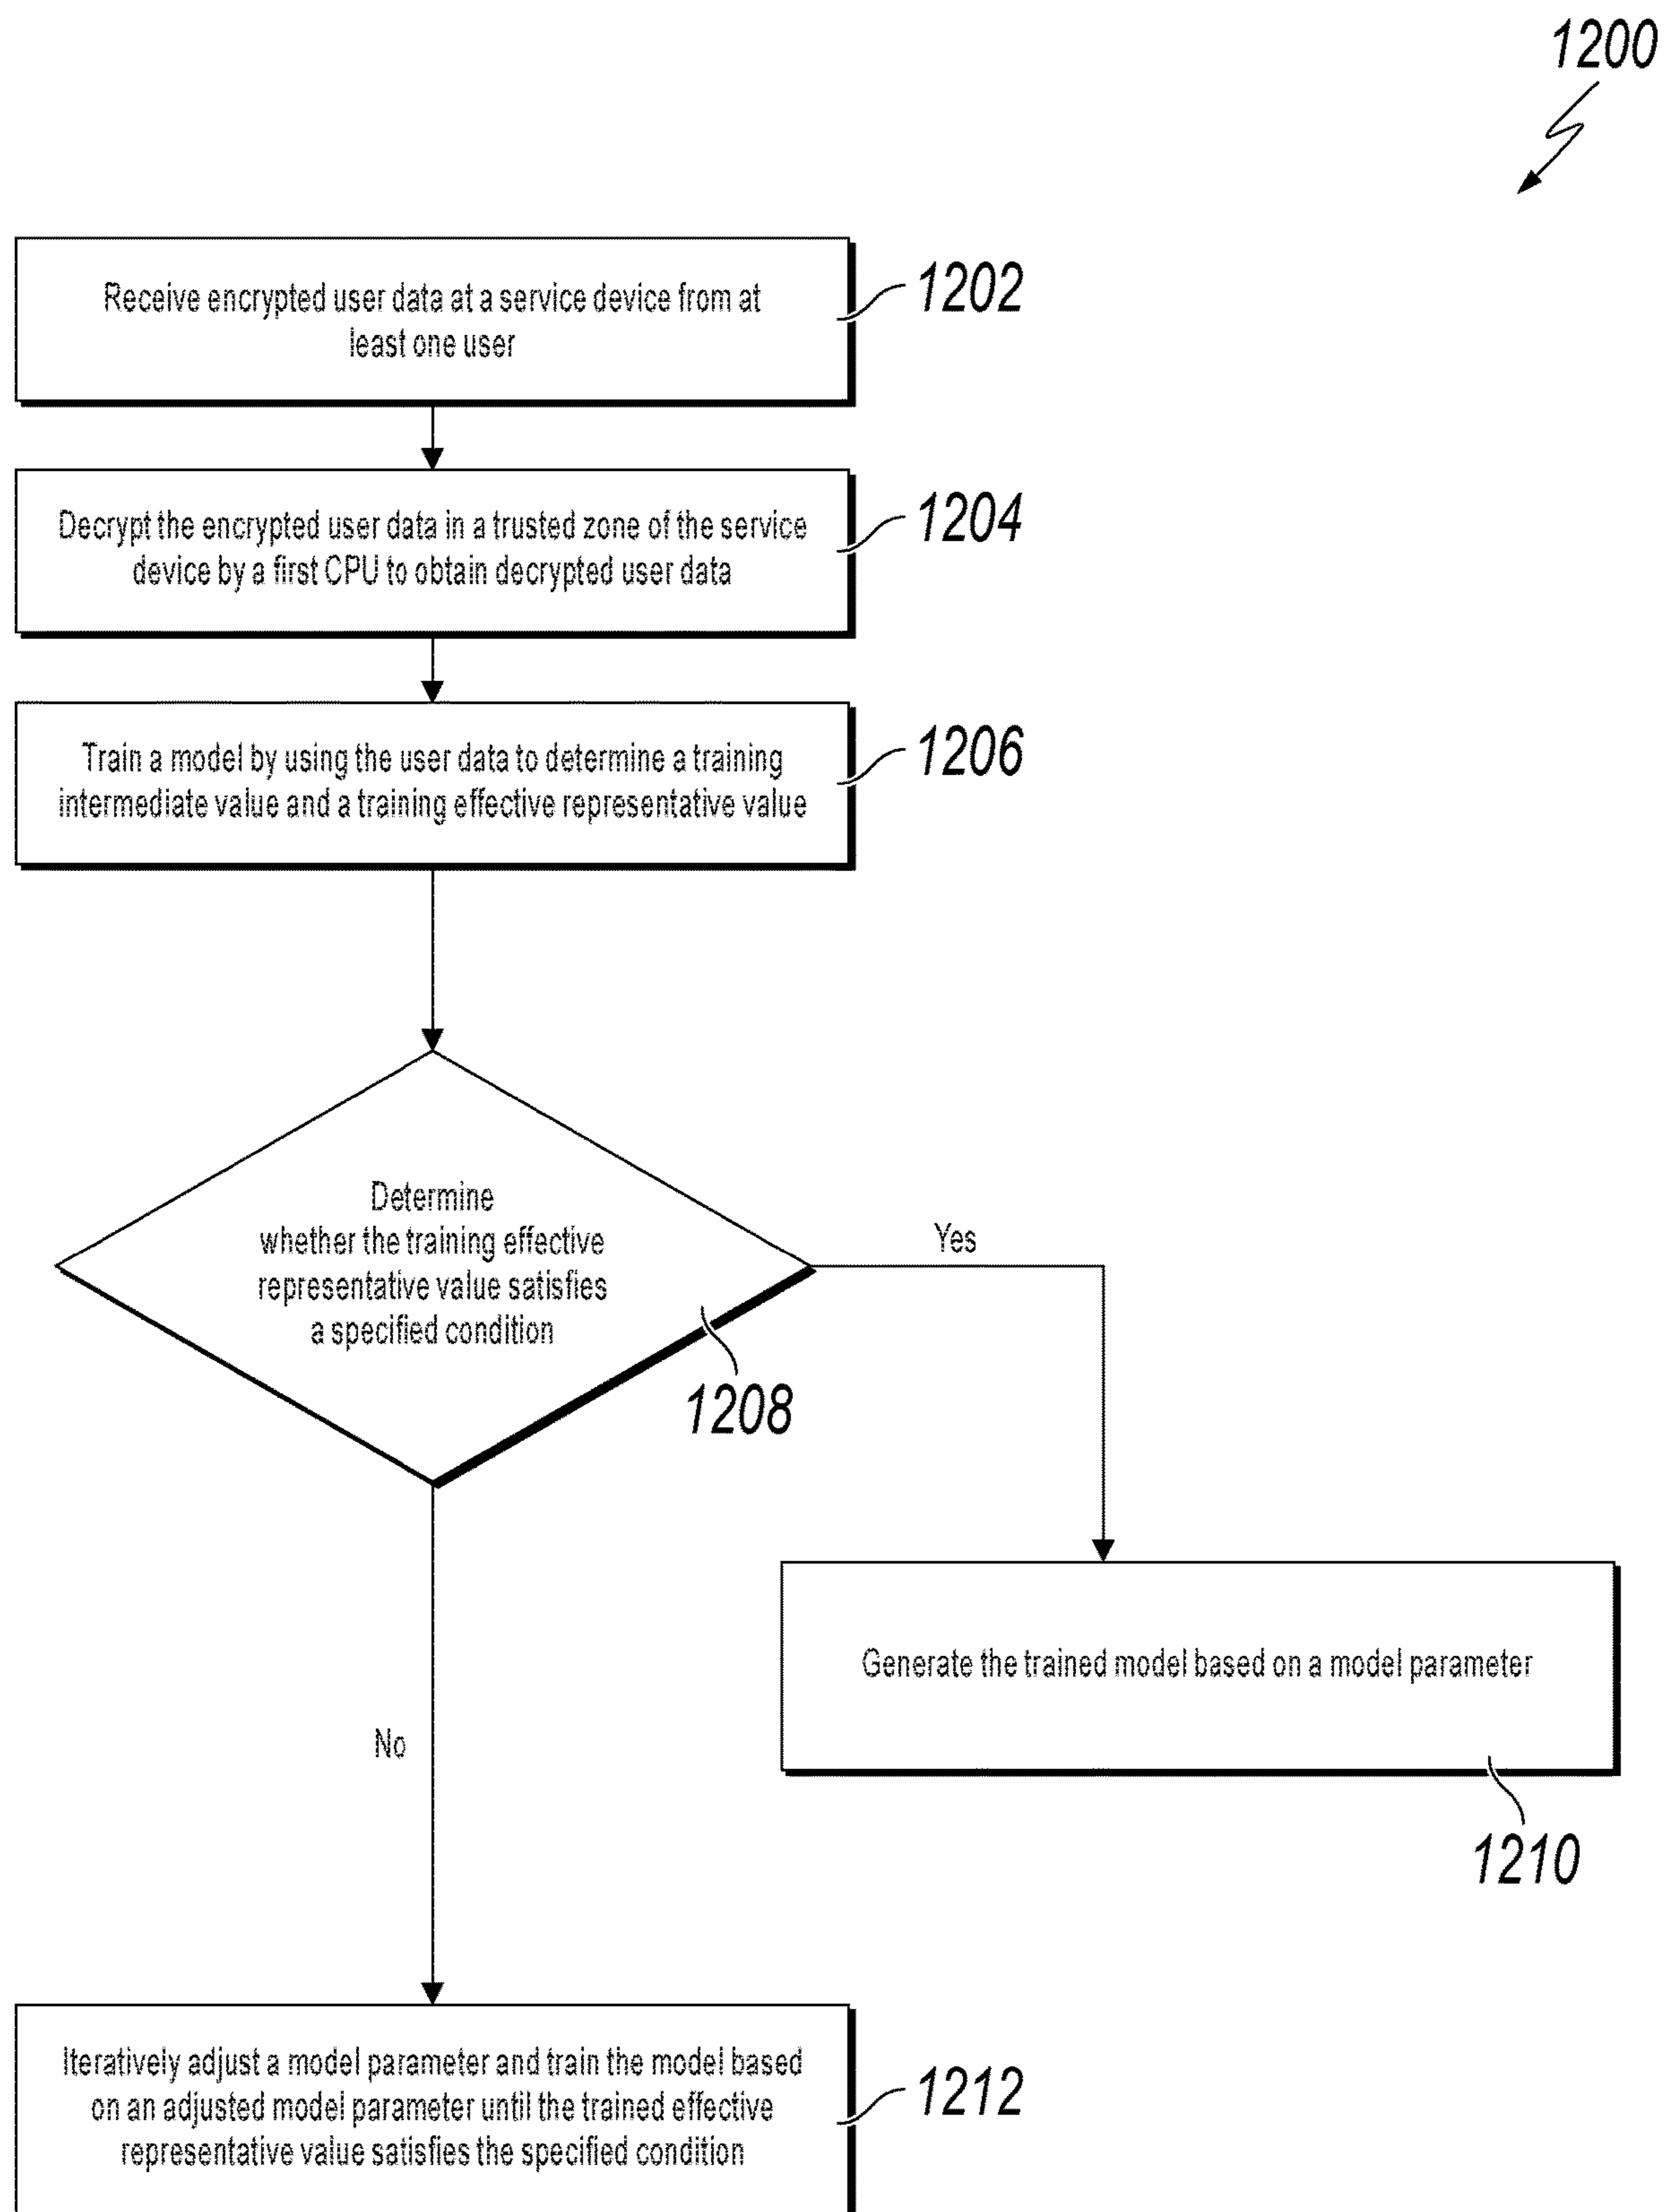 1200
Receive encrypted user data at a service device from at
least one user
1202
Decrypt the encrypted user data in a trusted zone of the service
device by a first CPU to obtain decrypted user data
1204
Train a model by using the user data to determine a training
intermediate value and a training effective representative value
1206
Determine
whether the training effective
representative value satisfies
a specified condition
1208
Yes
Generate the trained model based on a model parameter
1210
No
Iteratively adjust a model parameter and train the model based
on an adjusted model parameter until the trained effective
representative value satisfies the specified condition
1212